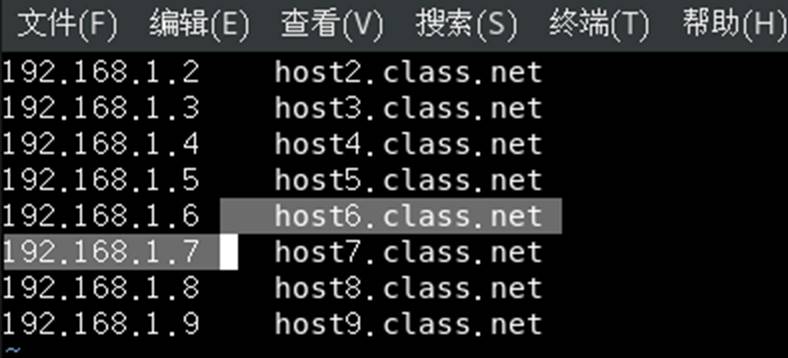 文件(F) 编辑(E) 查看(V) 搜索(S) 终端(T) 帮助(H)
192.168.1.2    host2.class.net
192.168.1.3    host3.class.net
192.168.1.4    host4.class.net
192.168.1.5    host5.class.net
192.168.1.6    host6.class.net
192.168.1.7    host7.class.net
192.168.1.8    host8.class.net
192.168.1.9    host9.class.net
~